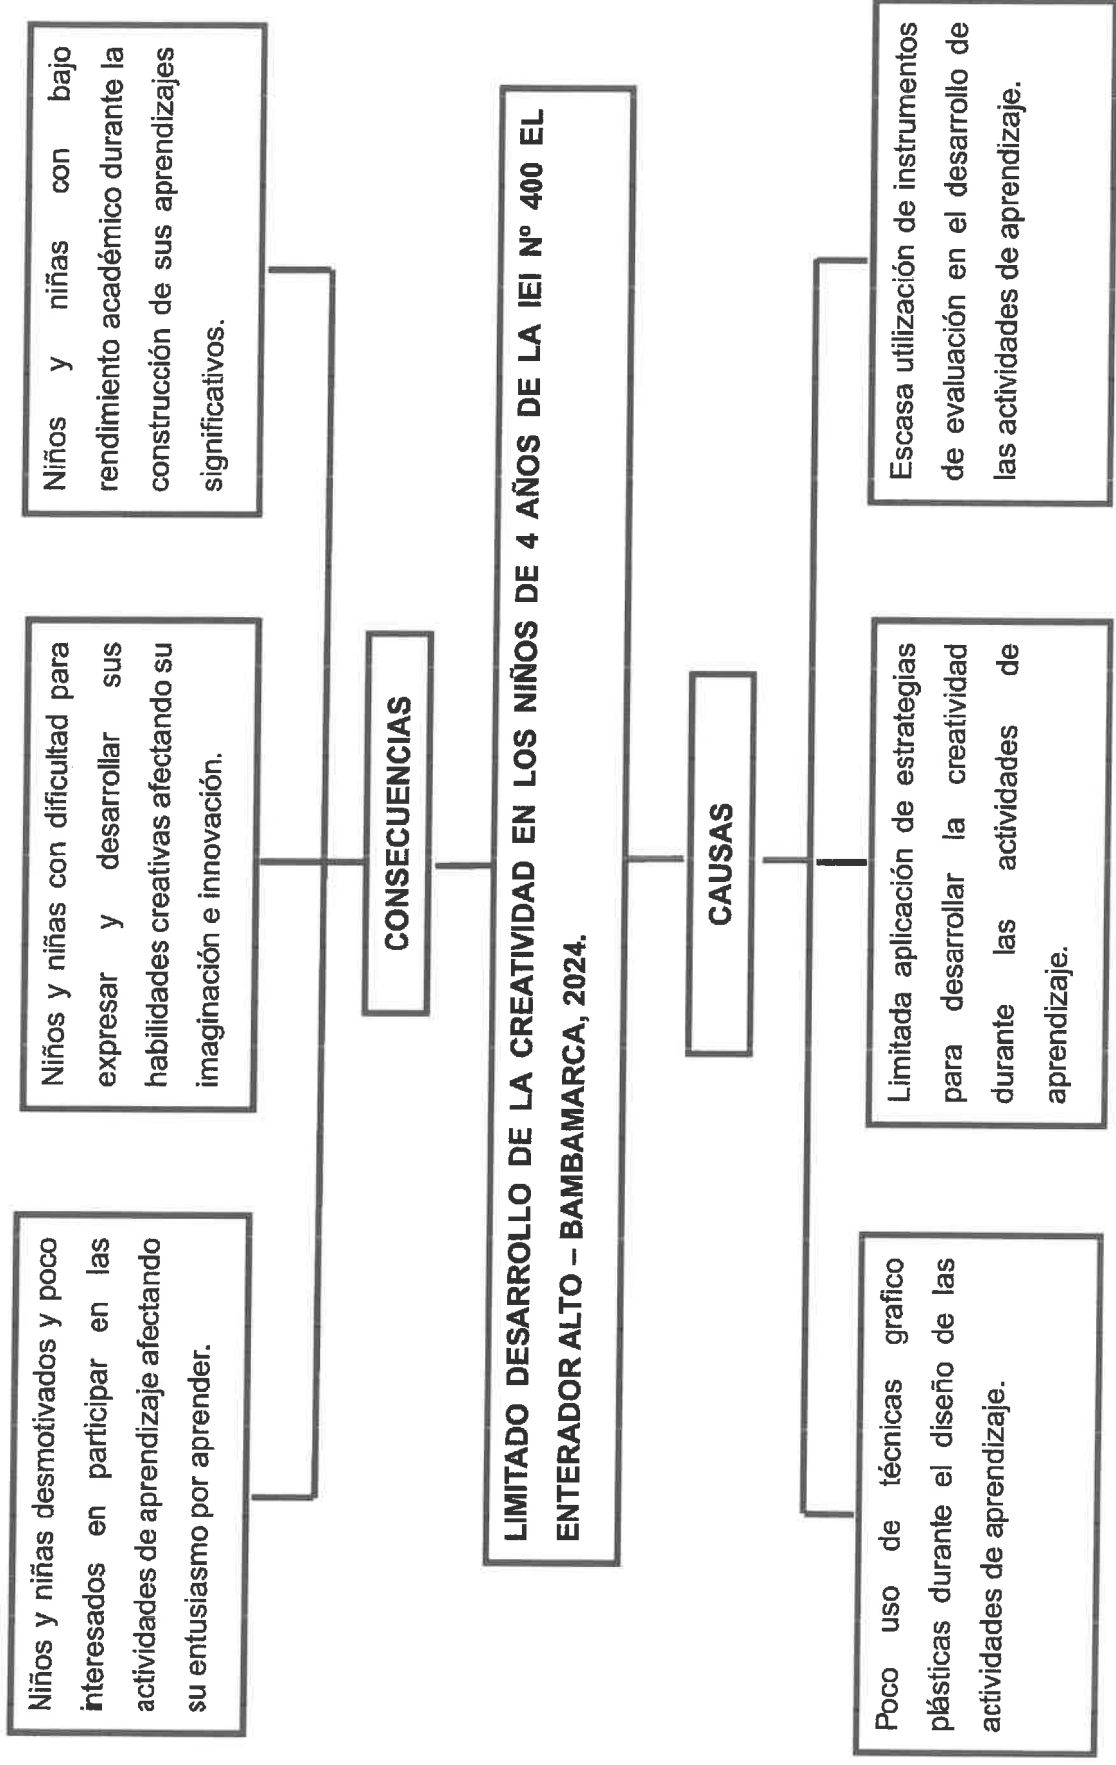 Niños y niñas desmotivados y poco
interesados en participar en las
actividades de aprendizaje afectando
su entusiasmo por aprender.
Niños y niñas con dificultad para
expresar y desarrollar sus
habilidades creativas afectando su
imaginación e innovación.
Niños y niñas con bajo
rendimiento académico durante la
construcción de sus aprendizajes
significativos.
CONSECUENCIAS
LIMITADO DESARROLLO DE LA CREATIVIDAD EN LOS NIÑOS DE 4 AÑOS DE LA IEI Nº 400 EL
ENTERADOR ALTO – BAMBAMARCA, 2024.
CAUSAS
Poco uso de técnicas grafico
plásticas durante el diseño de las
actividades de aprendizaje.
Limitada aplicación de estrategias
para desarrollar la creatividad
durante las actividades de
aprendizaje.
Escasa utilización de instrumentos
de evaluación en el desarrollo de
las actividades de aprendizaje.